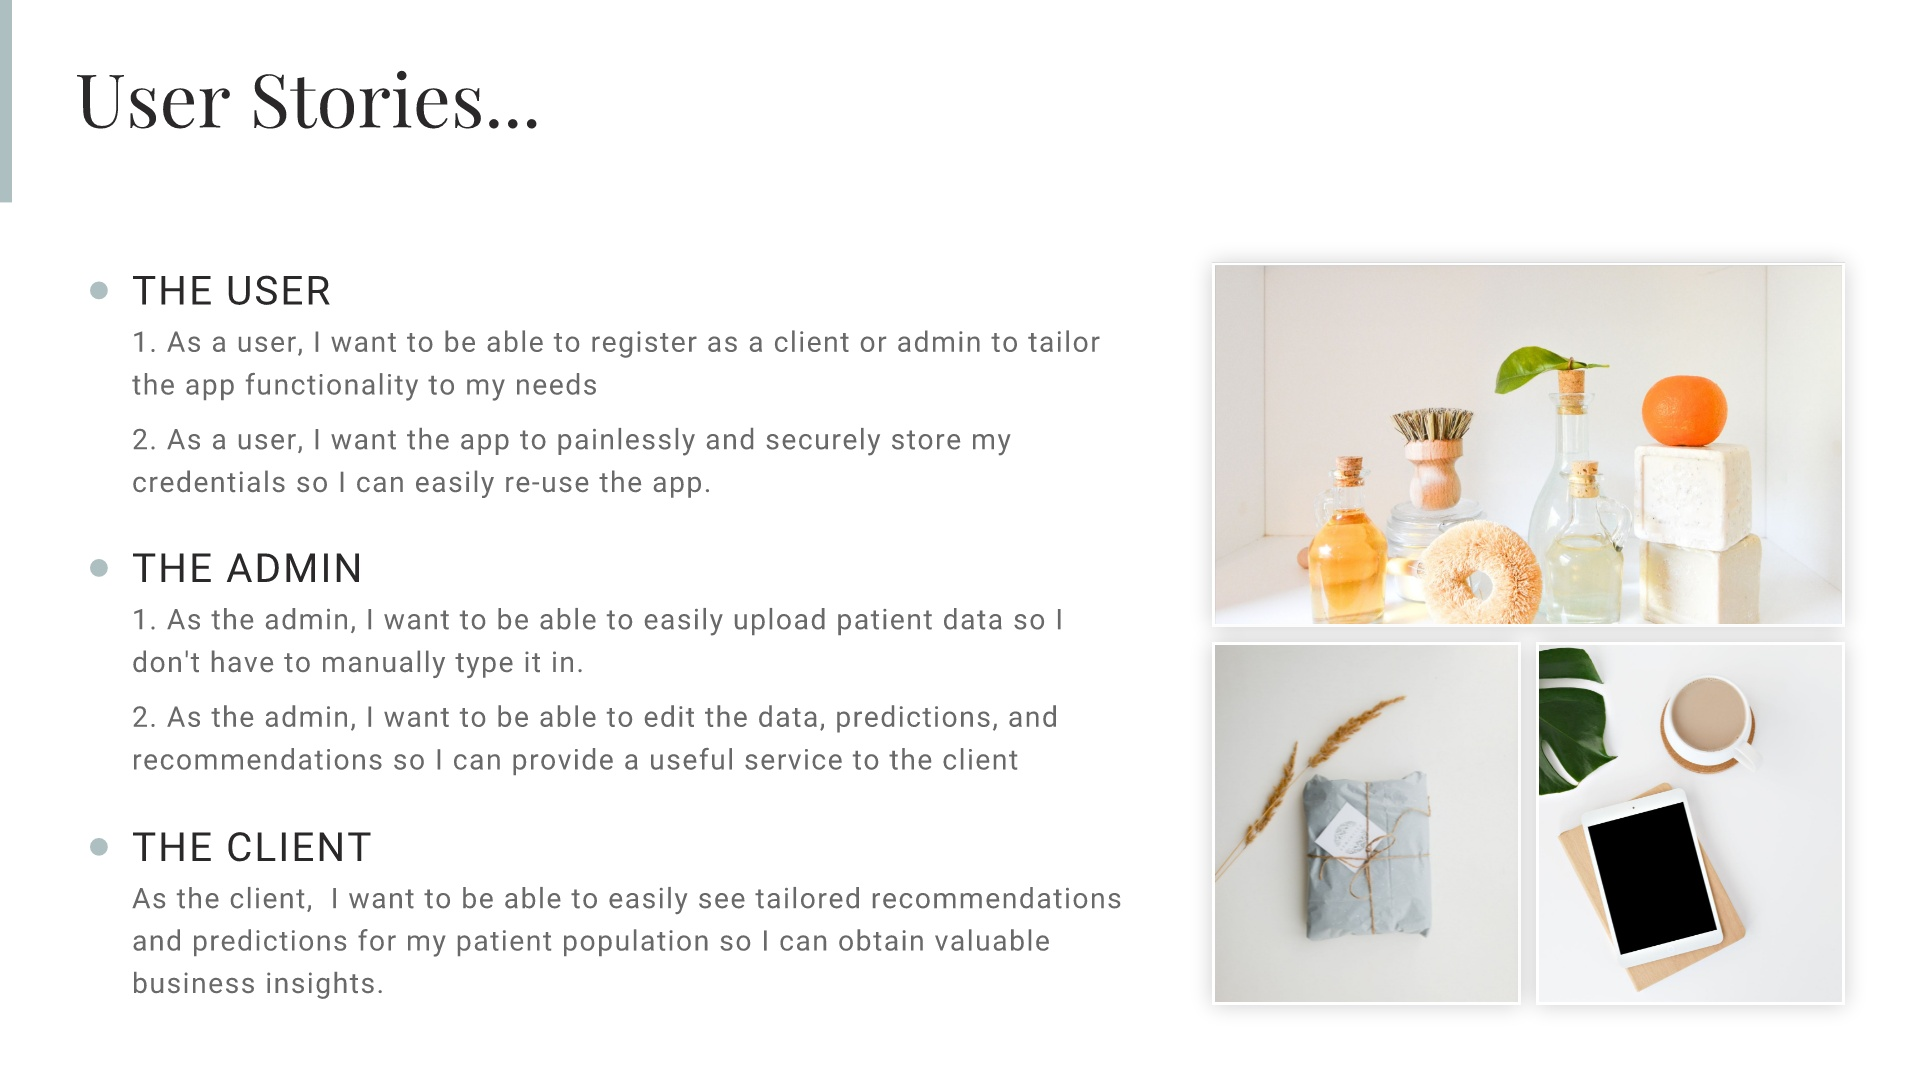 User Stories...
THE USER
1. As a user, I want to be able to register as a client or admin to tailor
the app functionality to my needs
2. As a user, I want the app to painlessly and securely store my
credentials so I can easily re-use the app.
THE ADMIN
1. As the admin, I want to be able to easily upload patient data so I
don't have to manually type it in.
2. As the admin, I want to be able to edit the data, predictions, and
recommendations so I can provide a useful service to the client
THE CLIENT
As the client,  I want to be able to easily see tailored recommendations
and predictions for my patient population so I can obtain valuable
business insights.